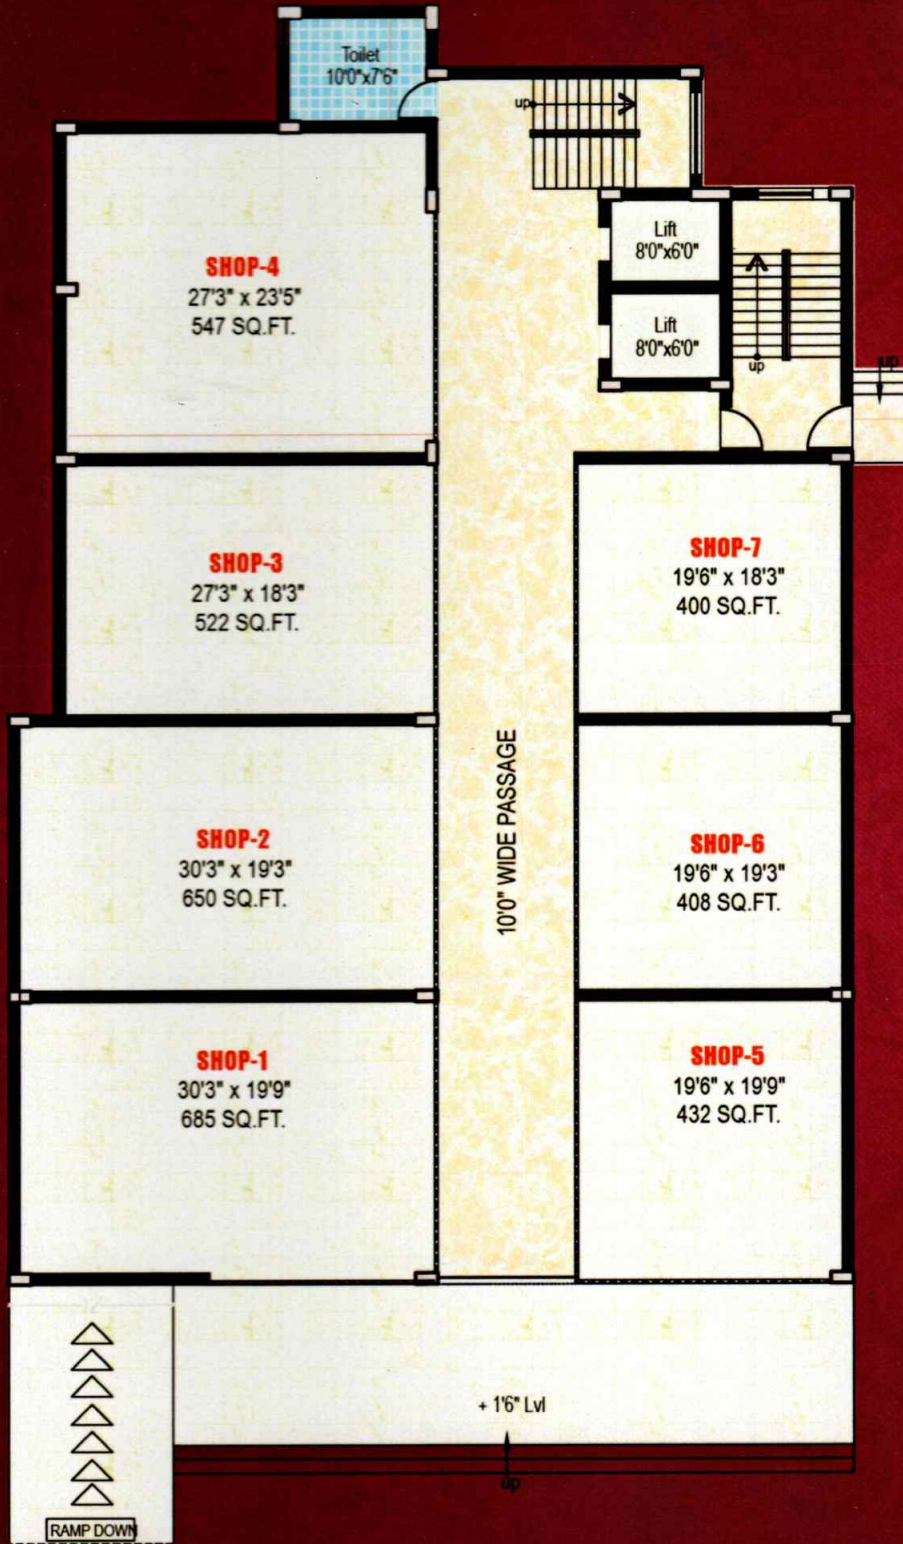 Toilet
10'0"x7'6"
up
Lift
8'0"x6'0"
SHOP-4
27'3" x 23'5"
547 SQ.FT.
Lift
8'0"x6'0"
up
up
SHOP-3
27'3" x 18'3"
522 SQ.FT.
SHOP-7
19'6" x 18'3"
400 SQ.FT.
10'0" WIDE PASSAGE
SHOP-2
30'3" x 19'3"
650 SQ.FT.
SHOP-6
19'6" x 19'3"
408 SQ.FT.
SHOP-1
30'3" x 19'9"
685 SQ.FT.
SHOP-5
19'6" x 19'9"
432 SQ.FT.
+ 1'6" Lvl
up
RAMP DOWN